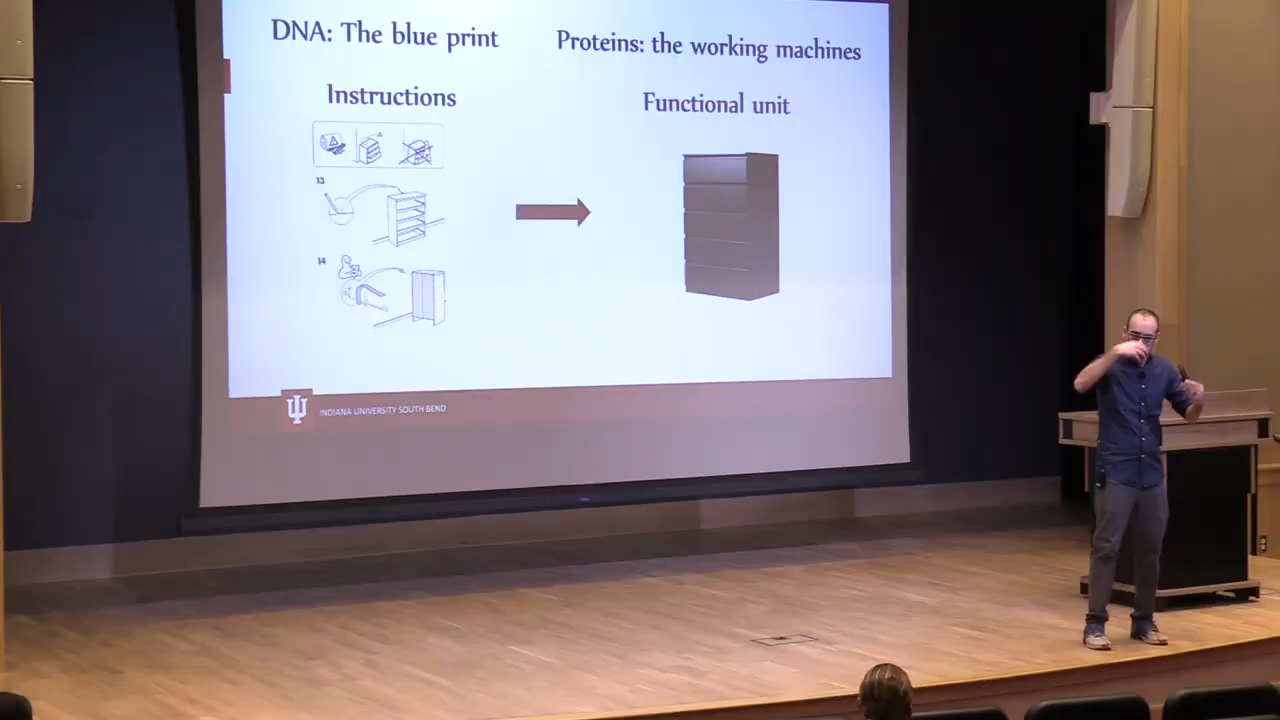 DNA: The blue print
Proteins: the working machines
Instructions
Functional unit
13
14
INDIANA UNIVERSITY SOUTH BEND